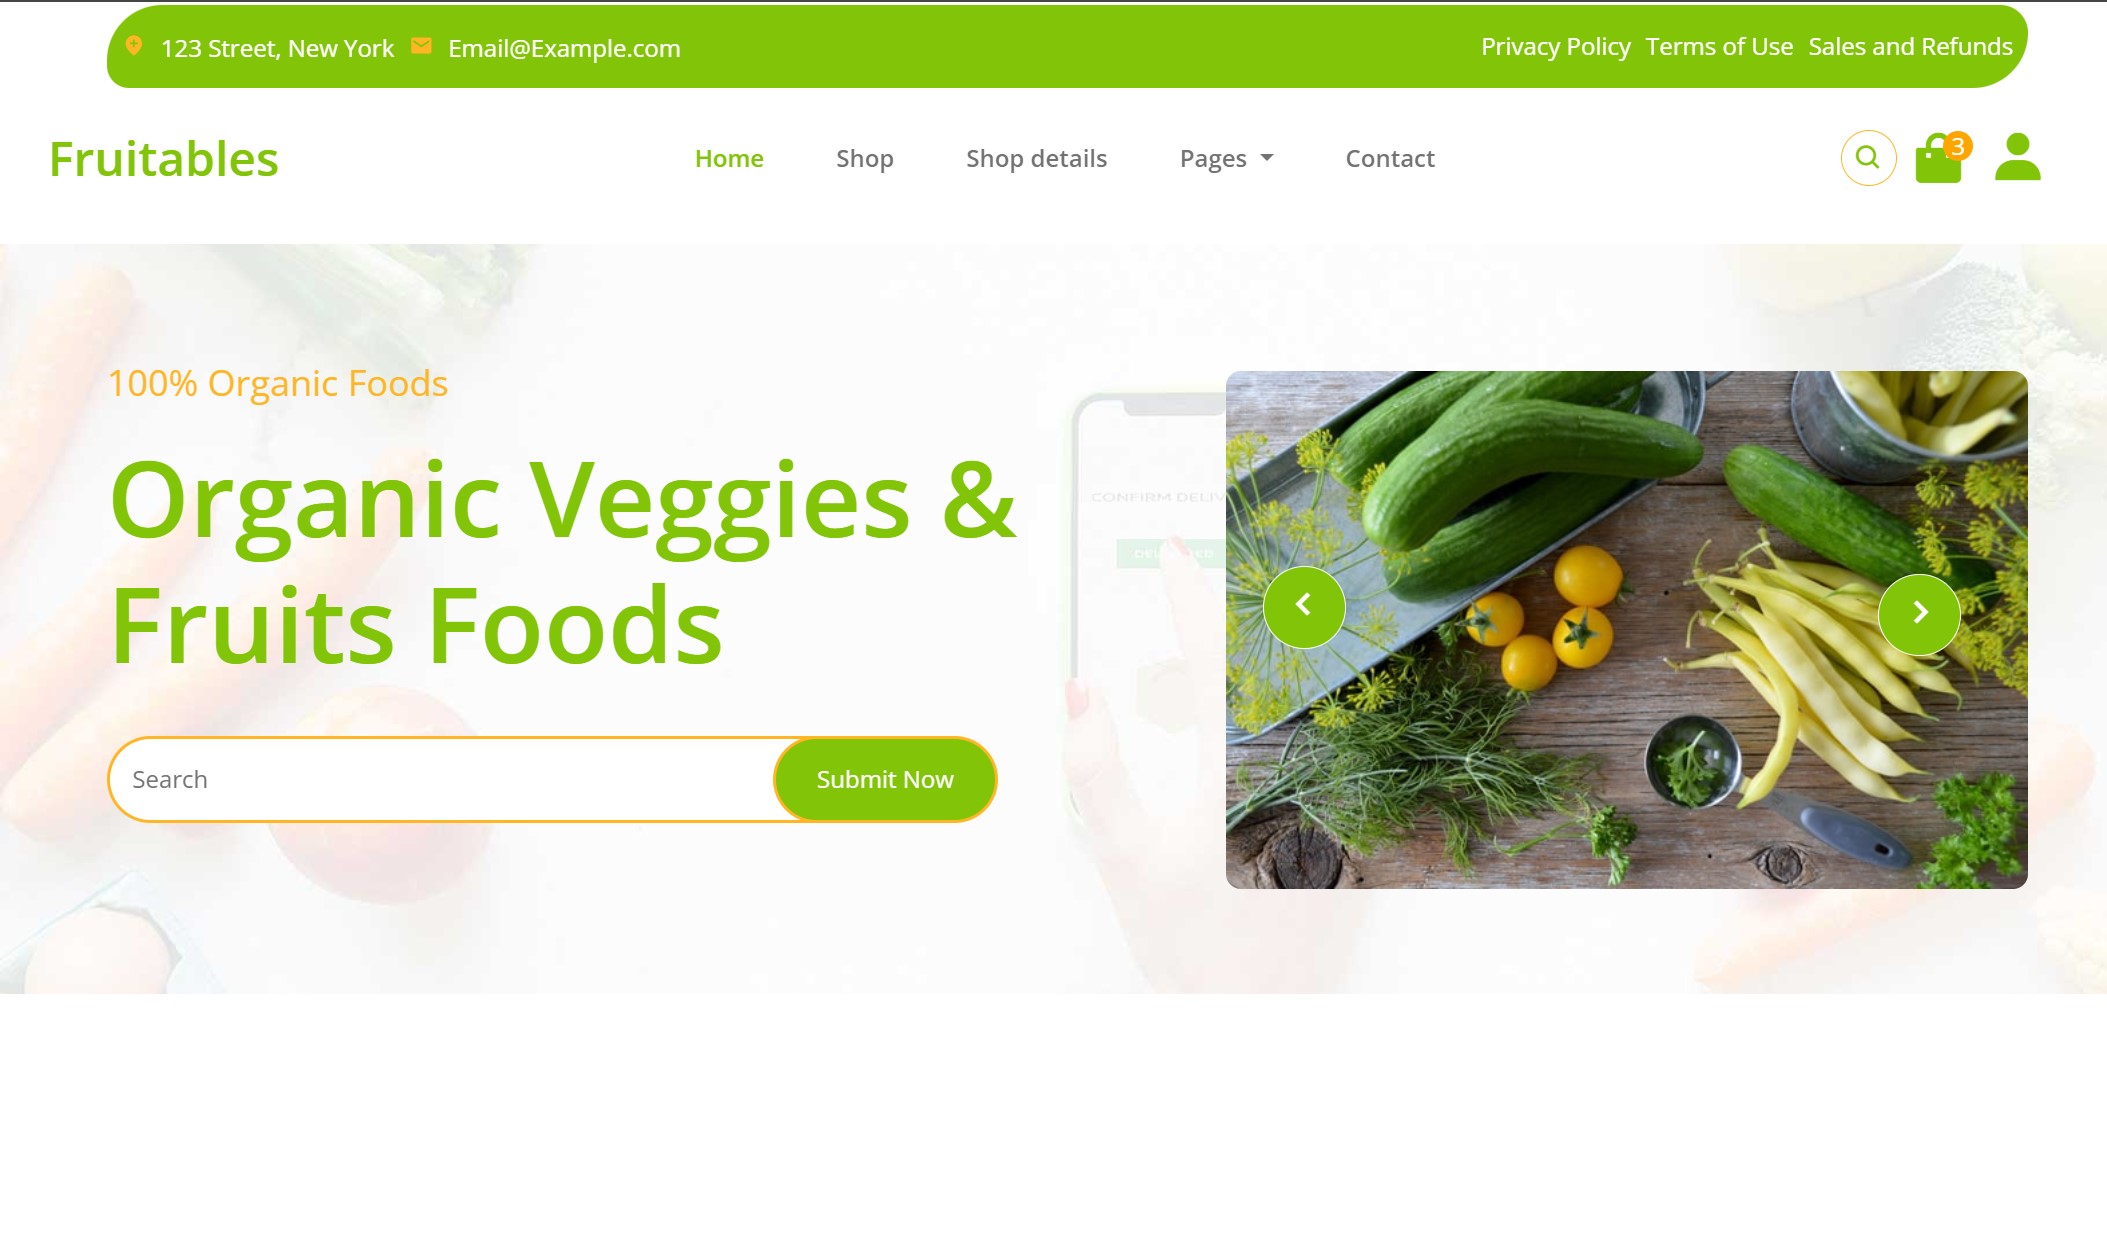 123 Street, New York Email@Example.com Privacy Policy Terms of Use Sales and Refunds
Fruitables Home Shop Shop details Pages Contact 3
100% Organic Foods
Organic Veggies &
Fruits Foods
CONFIRM DELIV
Search Submit Now